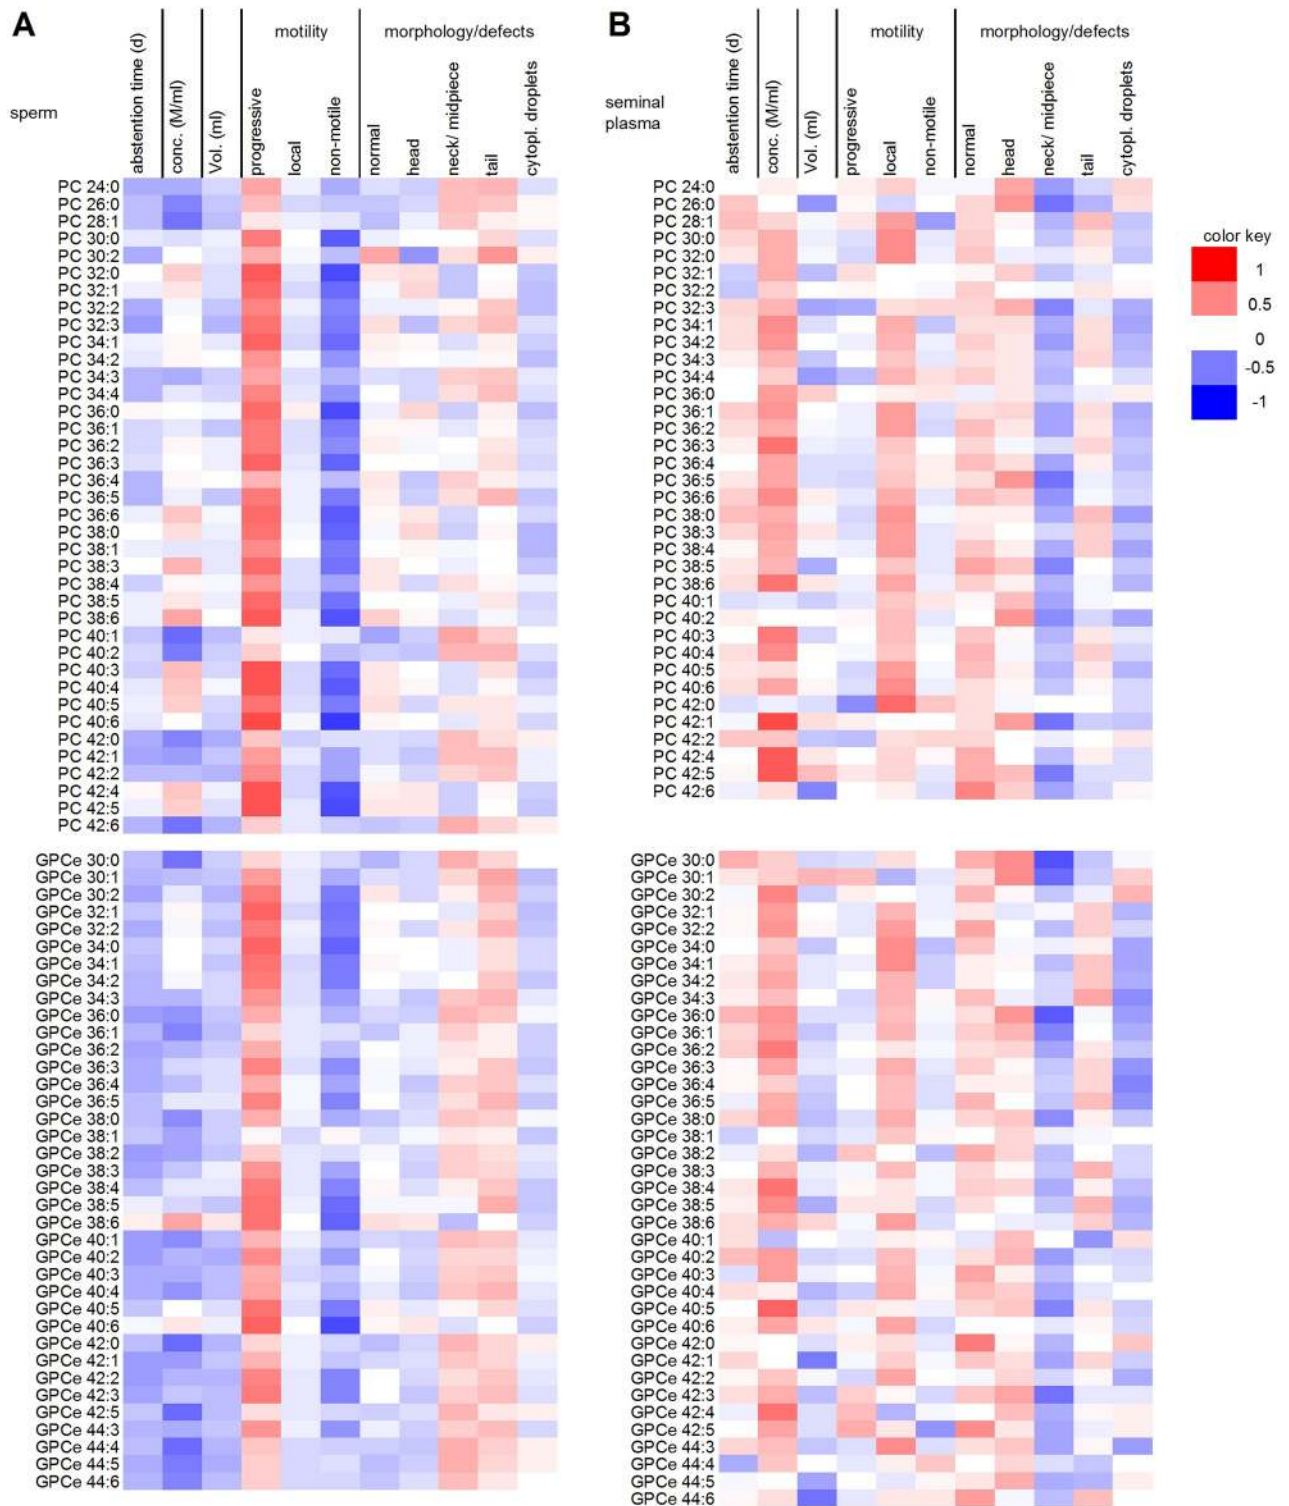 A
sperm
abstention time (d)
conc. (M/ml)
Vol. (ml)
motility
progressive
local
non-motile
morphology/defects
normal
head
neck/ midpiece
tail
cytopl. droplets
PC 24:0
PC 26:0
PC 28:1
PC 30:0
PC 30:2
PC 32:0
PC 32:1
PC 32:2
PC 32:3
PC 34:1
PC 34:2
PC 34:3
PC 34:4
PC 36:0
PC 36:1
PC 36:2
PC 36:3
PC 36:4
PC 36:5
PC 36:6
PC 38:0
PC 38:1
PC 38:3
PC 38:4
PC 38:5
PC 38:6
PC 40:1
PC 40:2
PC 40:3
PC 40:4
PC 40:5
PC 40:6
PC 42:0
PC 42:1
PC 42:2
PC 42:4
PC 42:5
PC 42:6
GPCe 30:0
GPCe 30:1
GPCe 30:2
GPCe 32:1
GPCe 32:2
GPCe 34:0
GPCe 34:1
GPCe 34:2
GPCe 34:3
GPCe 36:0
GPCe 36:1
GPCe 36:2
GPCe 36:3
GPCe 36:4
GPCe 36:5
GPCe 38:0
GPCe 38:1
GPCe 38:2
GPCe 38:3
GPCe 38:4
GPCe 38:5
GPCe 38:6
GPCe 40:1
GPCe 40:2
GPCe 40:3
GPCe 40:4
GPCe 40:5
GPCe 40:6
GPCe 42:0
GPCe 42:1
GPCe 42:2
GPCe 42:3
GPCe 42:5
GPCe 44:3
GPCe 44:4
GPCe 44:5
GPCe 44:6
B
seminal
plasma
abstention time (d)
conc. (M/ml)
Vol. (ml)
motility
progressive
local
non-motile
morphology/defects
normal
head
neck/ midpiece
tail
cytopl. droplets
PC 24:0
PC 26:0
PC 28:1
PC 30:0
PC 32:0
PC 32:1
PC 32:2
PC 32:3
PC 34:1
PC 34:2
PC 34:3
PC 34:4
PC 36:0
PC 36:1
PC 36:2
PC 36:3
PC 36:4
PC 36:5
PC 36:6
PC 38:0
PC 38:3
PC 38:4
PC 38:5
PC 38:6
PC 40:1
PC 40:2
PC 40:3
PC 40:4
PC 40:5
PC 40:6
PC 42:0
PC 42:1
PC 42:2
PC 42:4
PC 42:5
PC 42:6
GPCe 30:0
GPCe 30:1
GPCe 30:2
GPCe 32:1
GPCe 32:2
GPCe 34:0
GPCe 34:1
GPCe 34:2
GPCe 34:3
GPCe 36:0
GPCe 36:1
GPCe 36:2
GPCe 36:3
GPCe 36:4
GPCe 36:5
GPCe 38:0
GPCe 38:1
GPCe 38:2
GPCe 38:3
GPCe 38:4
GPCe 38:5
GPCe 38:6
GPCe 40:1
GPCe 40:2
GPCe 40:3
GPCe 40:4
GPCe 40:5
GPCe 40:6
GPCe 42:0
GPCe 42:1
GPCe 42:2
GPCe 42:3
GPCe 42:4
GPCe 42:5
GPCe 44:3
GPCe 44:4
GPCe 44:5
GPCe 44:6
color key
1
0.5
0
-0.5
-1